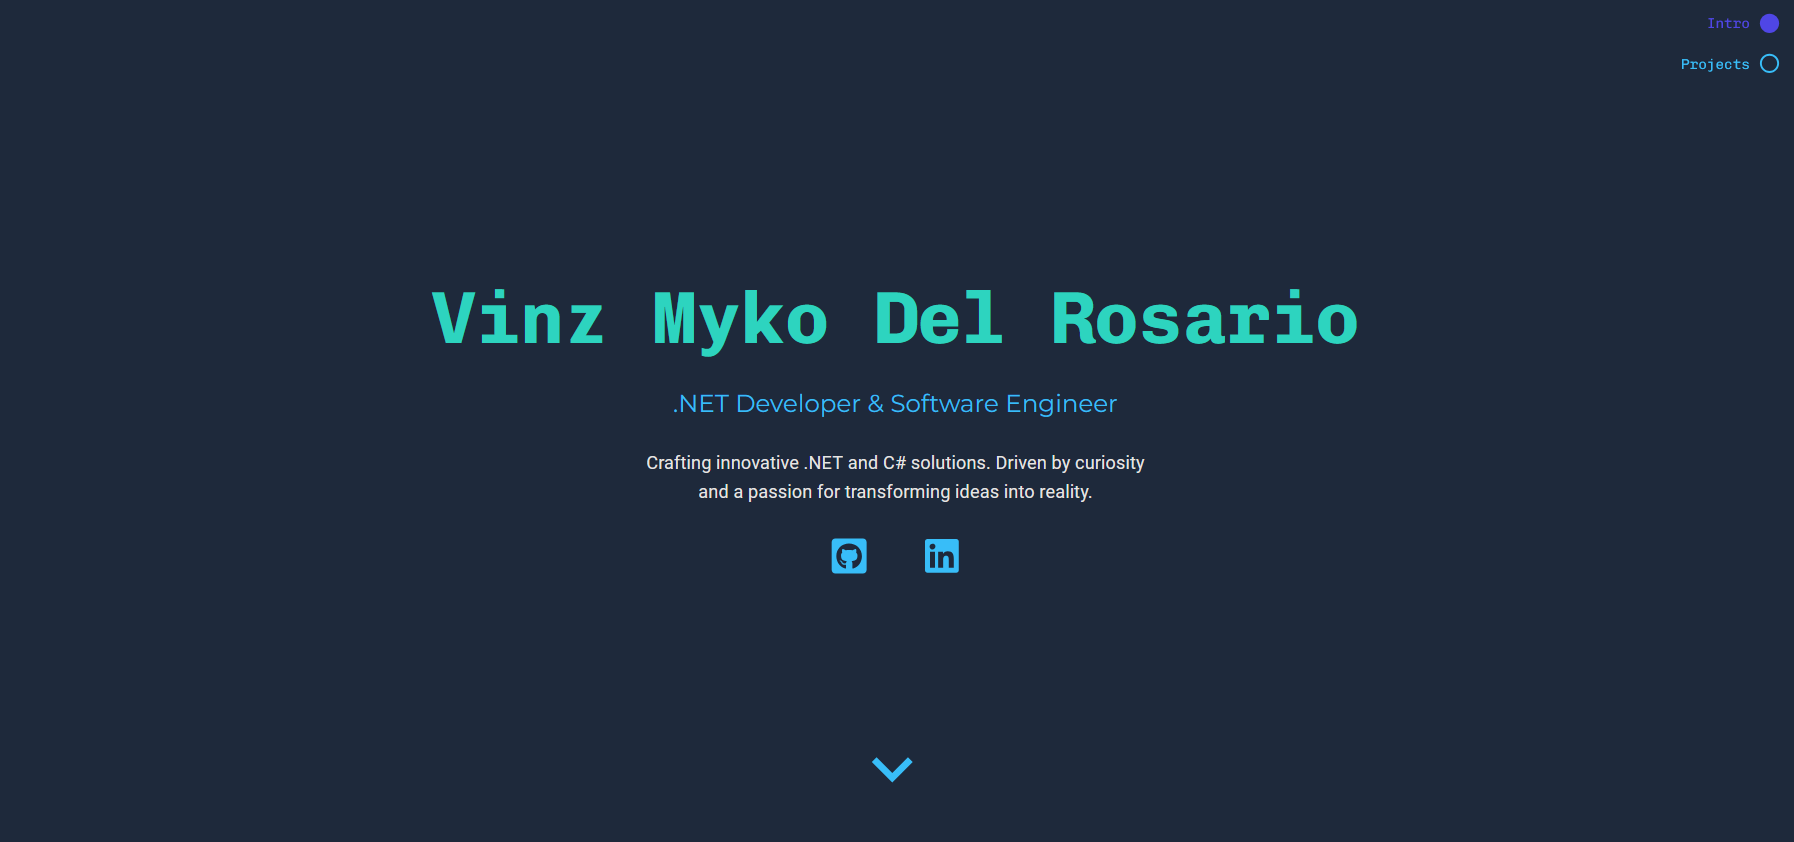 Intro
Projects
Vinz Myko Del Rosario
.NET Developer & Software Engineer
Crafting innovative .NET and C# solutions. Driven by curiosity
and a passion for transforming ideas into reality.
in